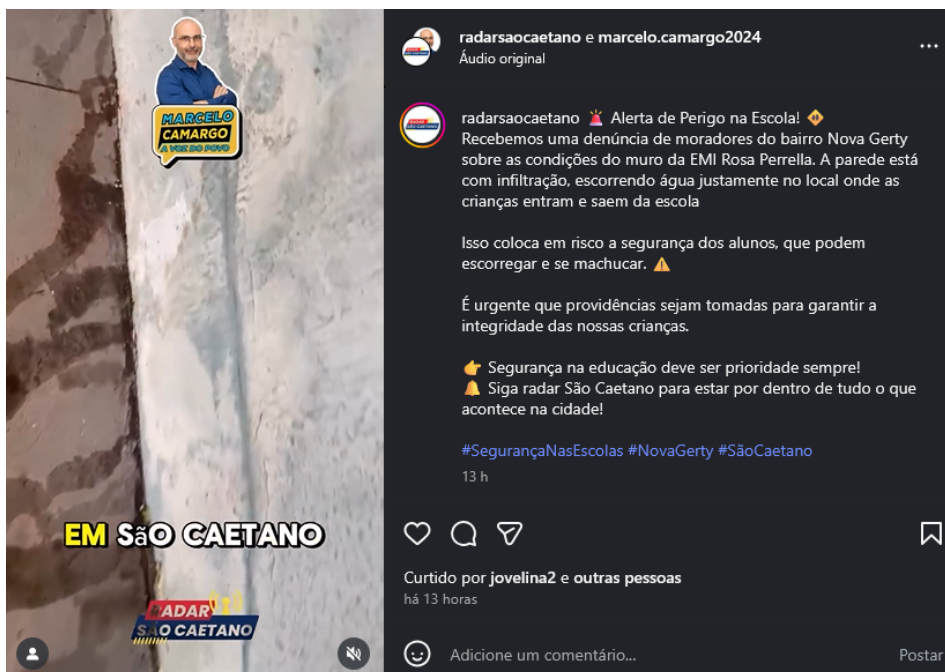 MARCELO
CAMARGO
A VOZ DO POVO
EM SãO CAETANO
RADAR
SÃO CAETANO
radarsaocaetano e marcelo.camargo2024
Áudio original
radarsaocaetano 🚨 Alerta de Perigo na Escola! 🚸
Recebemos uma denúncia de moradores do bairro Nova Gerty
sobre as condições do muro da EMI Rosa Perrella. A parede está
com infiltração, escorrendo água justamente no local onde as
crianças entram e saem da escola
Isso coloca em risco a segurança dos alunos, que podem
escorregar e se machucar. ⚠️
É urgente que providências sejam tomadas para garantir a
integridade das nossas crianças.
👉 Segurança na educação deve ser prioridade sempre!
🔔 Siga radar São Caetano para estar por dentro de tudo o que
acontece na cidade!
#SegurançaNasEscolas #NovaGerty #SãoCaetano
13 h
Curtido por jovelina2 e outras pessoas
há 13 horas
Adicione um comentário...
Postar